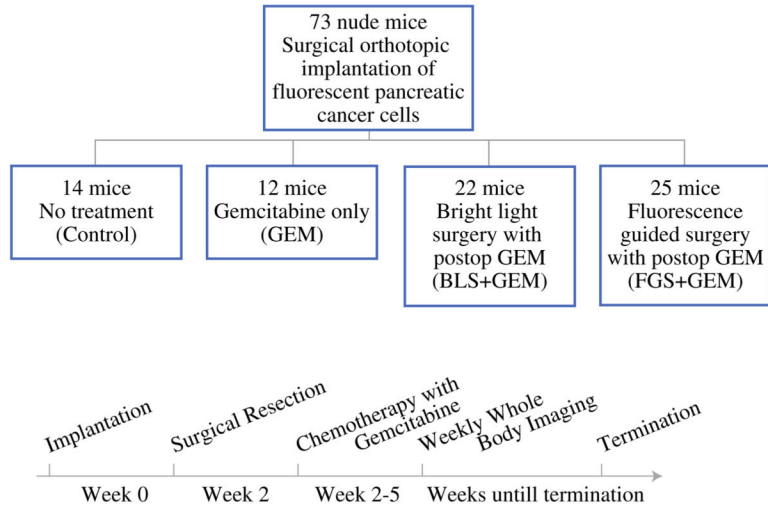 73 nude mice
Surgical orthotopic
implantation of
fluorescent pancreatic
cancer cells
14 mice
No treatment
(Control)
12 mice
Gemcitabine only
(GEM)
22 mice
Bright light
surgery with
postop GEM
(BLS+GEM)
25 mice
Fluorescence
guided surgery
with postop GEM
(FGS+GEM)
Implantation
Surgical Resection
Chemotherapy with
Gemcitabine
Weekly Whole
Body Imaging
Termination
Week 0
Week 2
Week 2-5
Weeks untill termination